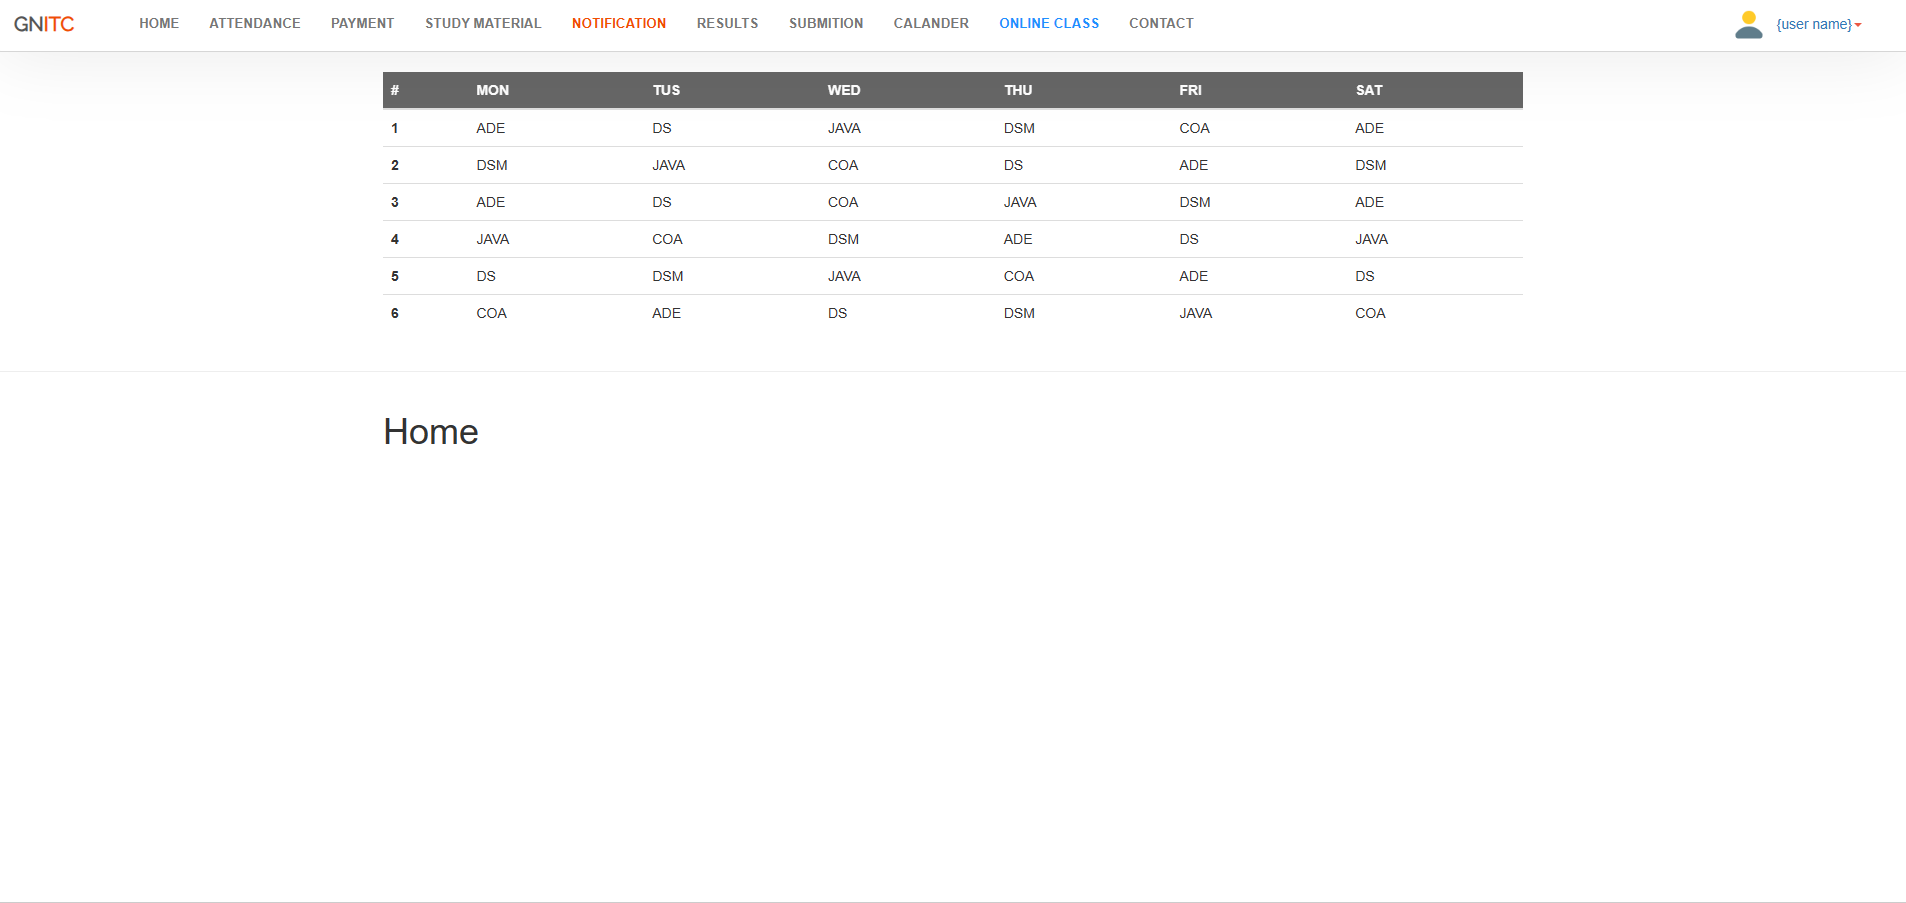 GNITC HOME ATTENDANCE PAYMENT STUDY MATERIAL NOTIFICATION RESULTS SUBMITION CALANDER ONLINE CLASS CONTACT {user name}
# MON TUS WED THU FRI SAT
1 ADE DS JAVA DSM COA ADE
2 DSM JAVA COA DS ADE DSM
3 ADE DS COA JAVA DSM ADE
4 JAVA COA DSM ADE DS JAVA
5 DS DSM JAVA COA ADE DS
6 COA ADE DS DSM JAVA COA
Home